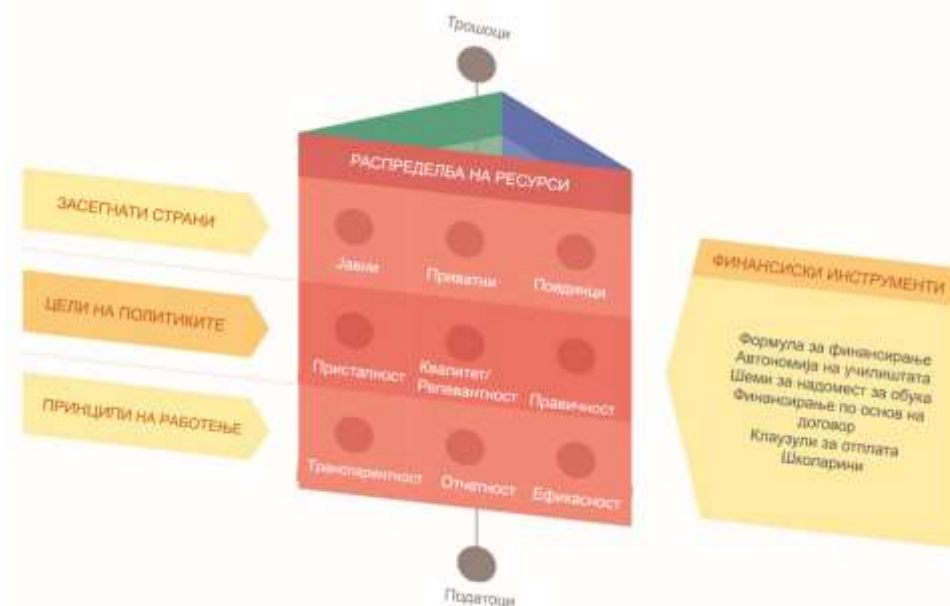 Трошоци
РАСПРЕДЕЛБА НА РЕСУРСИ
ЗАСЕГНАТИ СТРАНИ
Јавни
Приватни
Поединци
ЦЕЛИ НА ПОЛИТИКИТЕ
Пристапност
Квалитет/
Релевантност
Правичност
ПРИНЦИПИ НА РАБОТЕЊЕ
Транспарентност
Отчетност
Ефикасност
ФИНАНСИСКИ ИНСТРУМЕНТИ
Формула за финансирање
Автономија на училиштата
Шеми за надомест за обука
Финансирање по основ на
договор
Клаузули за отплата
Школарини
Податоци